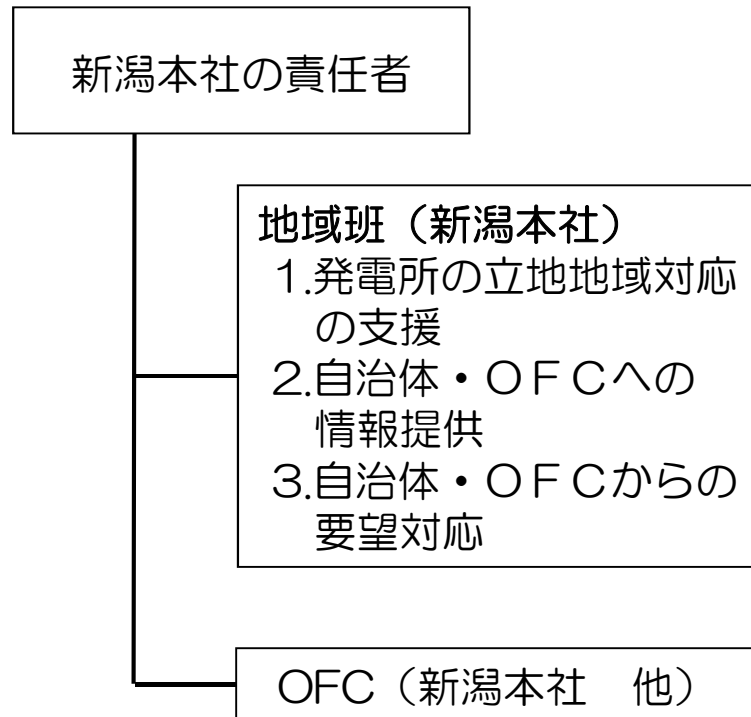 新潟本社の責任者
地域班（新潟本社）
１.発電所の立地地域対応
の支援
２.自治体・ＯＦＣへの
情報提供
３.自治体・ＯＦＣからの
要望対応
OFC（新潟本社　他）